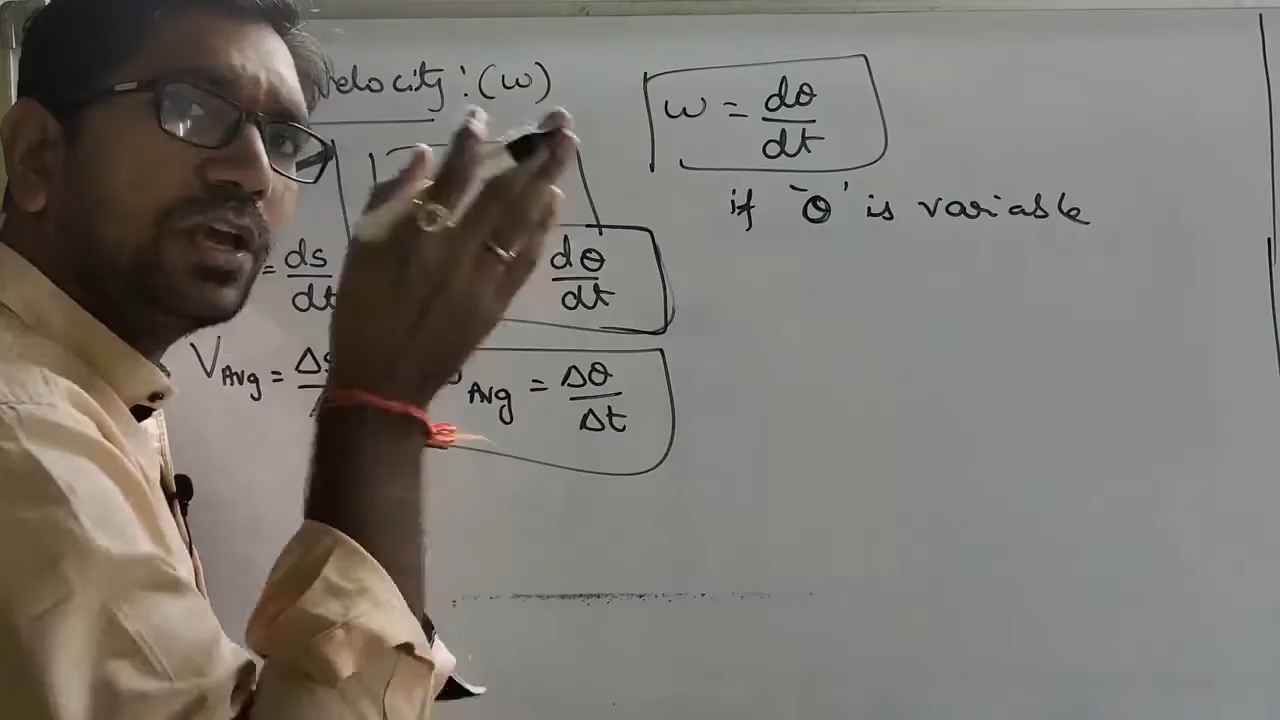 Velocity : (ω)
= ds/dt
dθ/dt
V Avg = Δs
Avg = Δθ/Δt
ω = dθ/dt
if 'θ' is variable